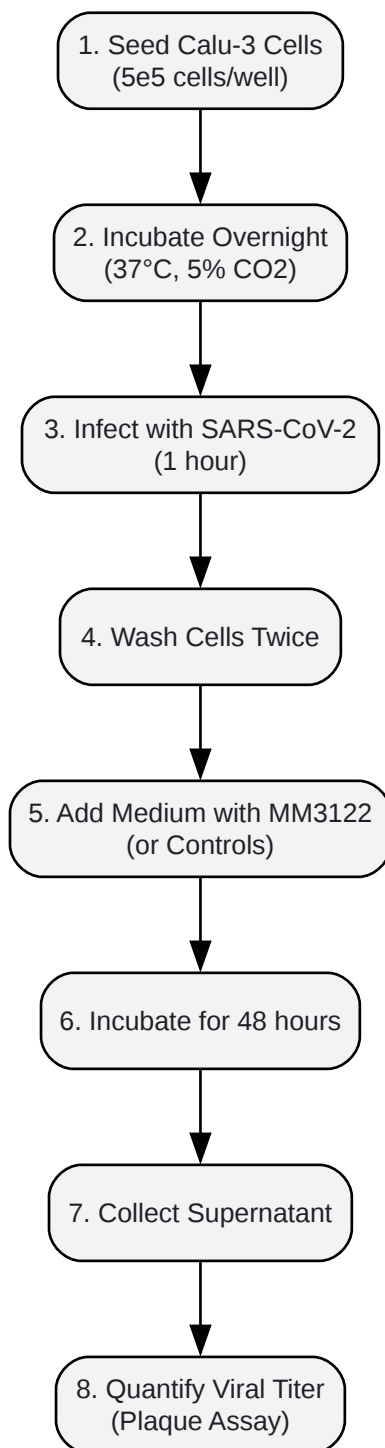 1. Seed Calu-3 Cells
(5e5 cells/well)
2. Incubate Overnight
(37°C, 5% CO2)
3. Infect with SARS-CoV-2
(1 hour)
4. Wash Cells Twice
5. Add Medium with MM3122
(or Controls)
6. Incubate for 48 hours
7. Collect Supernatant
8. Quantify Viral Titer
(Plaque Assay)